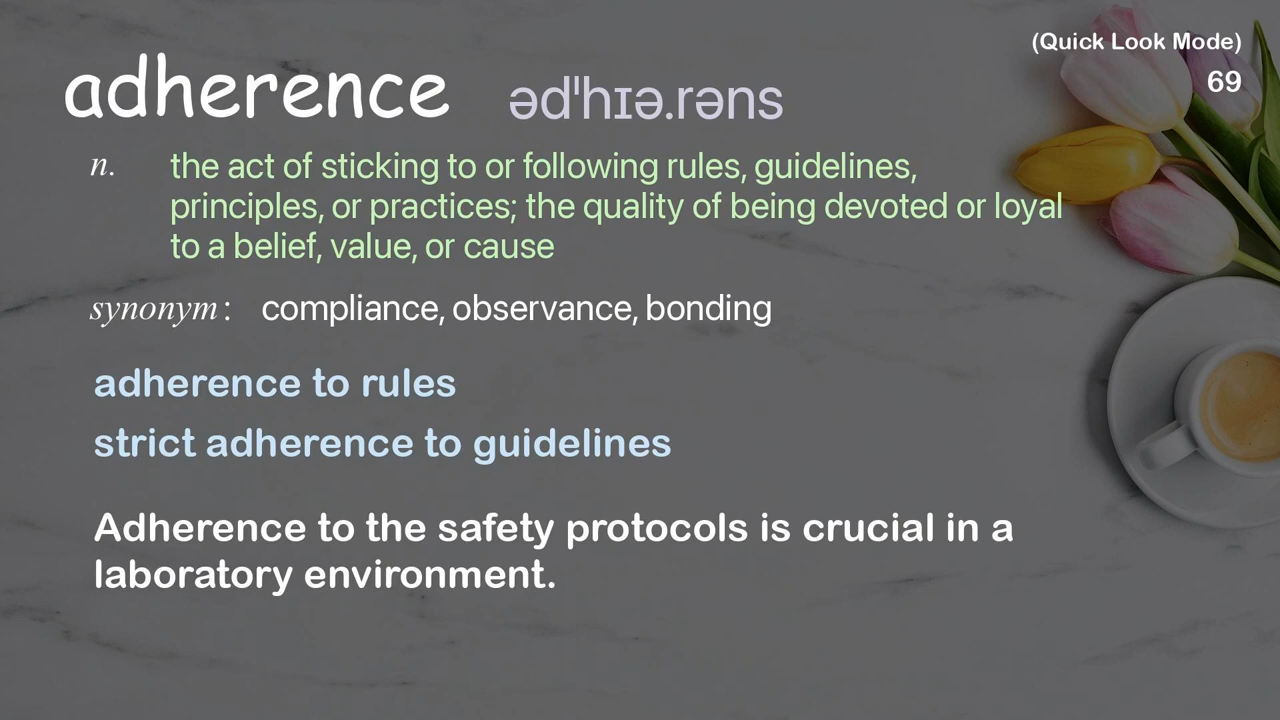 (Quick Look Mode)
69
adherence əd'hɪə.rəns
n. the act of sticking to or following rules, guidelines,
principles, or practices; the quality of being devoted or loyal
to a belief, value, or cause
synonym: compliance, observance, bonding
adherence to rules
strict adherence to guidelines
Adherence to the safety protocols is crucial in a
laboratory environment.